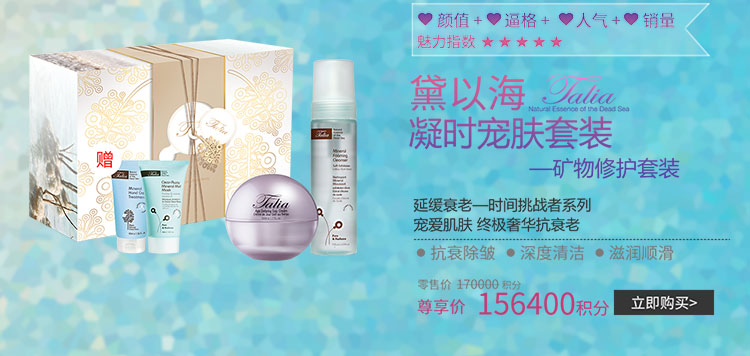 ♥ 颜值 + ♥ 逼格 + ♥ 人气 + ♥ 销量
魅力指数 ★★★★★
黛以海 Talia
Natural Essence of the Dead Sea
凝时宠肤套装
—矿物修护套装
延缓衰老—时间挑战者系列
宠爱肌肤 终极奢华抗衰老
● 抗衰除皱 ● 深度清洁 ● 滋润顺滑
零售价 170000 积分
尊享价 156400积分 立即购买>
赠
Talia
Talia
Mineral
Foaming
Cleanser